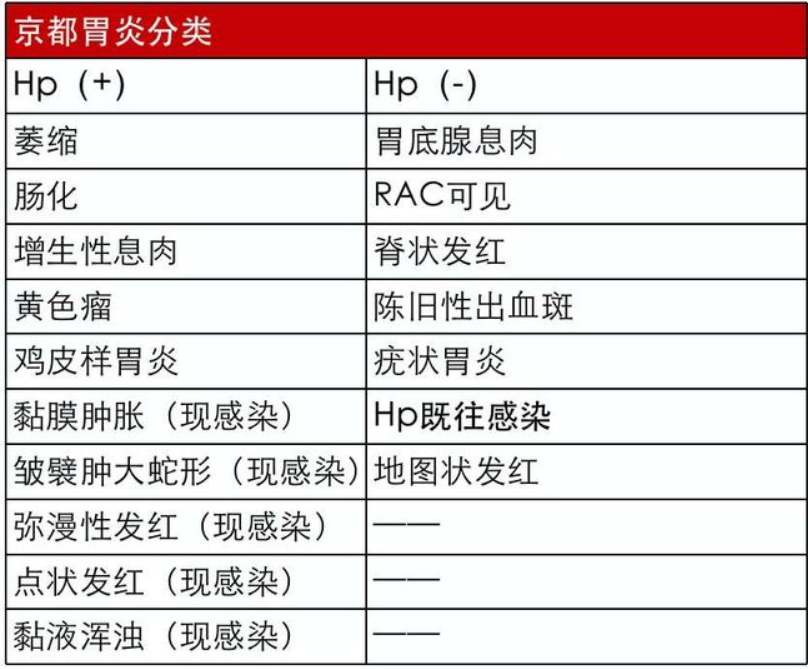 京都胃炎分类
Hp（+） Hp（-）
萎缩 胃底腺息肉
肠化 RAC可见
增生性息肉 脊状发红
黄色瘤 陈旧性出血斑
鸡皮样胃炎 疣状胃炎
黏膜肿胀（现感染） Hp既往感染
皱襞肿大蛇形（现感染） 地图状发红
弥漫性发红（现感染） ——
点状发红（现感染） ——
黏液浑浊（现感染） ——